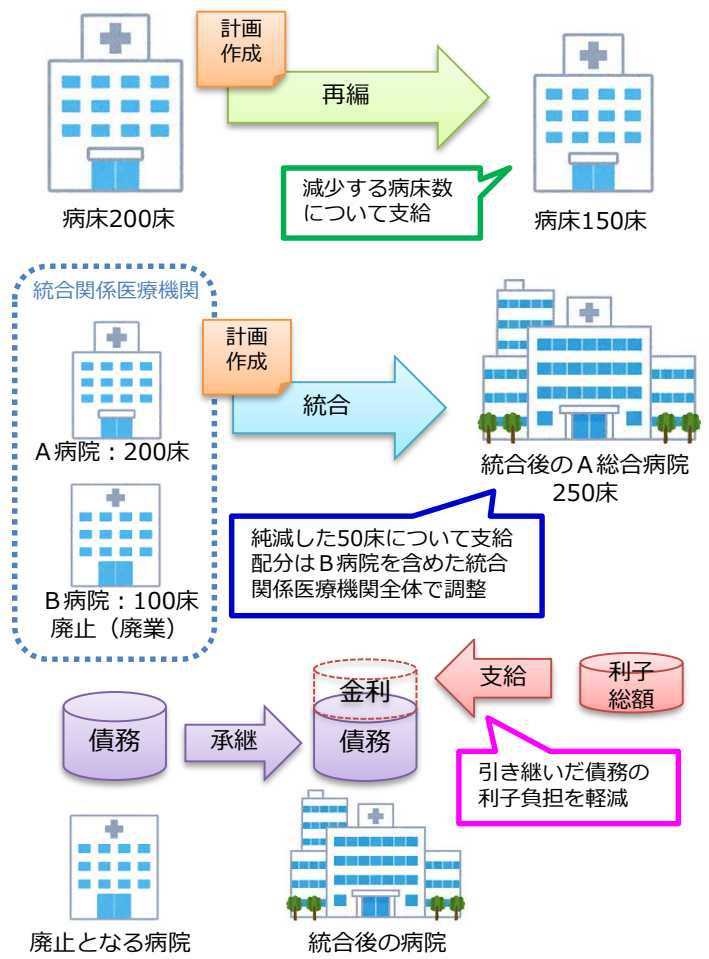 計画
作成
再編
減少する病床数
について支給
病床200床
病床150床
統合関係医療機関
計画
作成
統合
A病院：200床
統合後のA総合病院
250床
純減した50床について支給
配分はB病院を含めた統合
関係医療機関全体で調整
B病院：100床
廃止（廃業）
債務
承継
金利
債務
支給
利子
総額
引き継いだ債務の
利子負担を軽減
廃止となる病院
統合後の病院